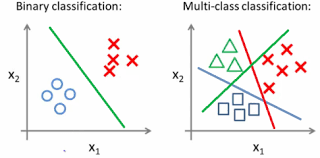 Binary classification:
Multi-class classification:
x₂
x₁
x₂
x₁